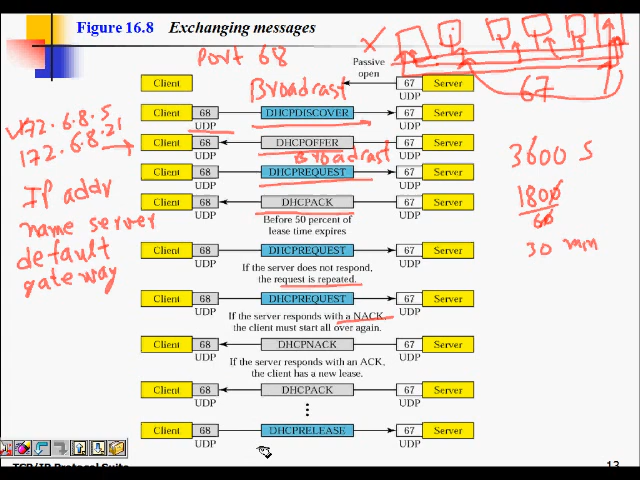 Figure 16.8 Exchanging messages
Port 68
67
Passive
open
Client 67 Server
UDP
Broadcast
Client 68 DHCPDISCOVER 67 Server
UDP UDP
172.6.8.5
172.6.8.21
Client 68 DHCPOFFER 67 Server
UDP UDP
Broadcast
Client 68 DHCPREQUEST 67 Server
UDP UDP
Client 68 DHCPACK 67 Server
UDP UDP
Before 50 percent of
lease time expires
IP addr
name server
default
gateway
3600 S
1800
60
30 min
Client 68 DHCPREQUEST 67 Server
UDP UDP
If the server does not respond,
the request is repeated.
Client 68 DHCPREQUEST 67 Server
UDP UDP
If the server responds with a NACK,
the client must start all over again.
Client 68 DHCPNACK 67 Server
UDP UDP
If the server responds with an ACK,
the client has a new lease.
Client 68 DHCPACK 67 Server
UDP UDP
Client 68 DHCPRELEASE 67 Server
UDP UDP
TCP/IP Protocol Suite 13